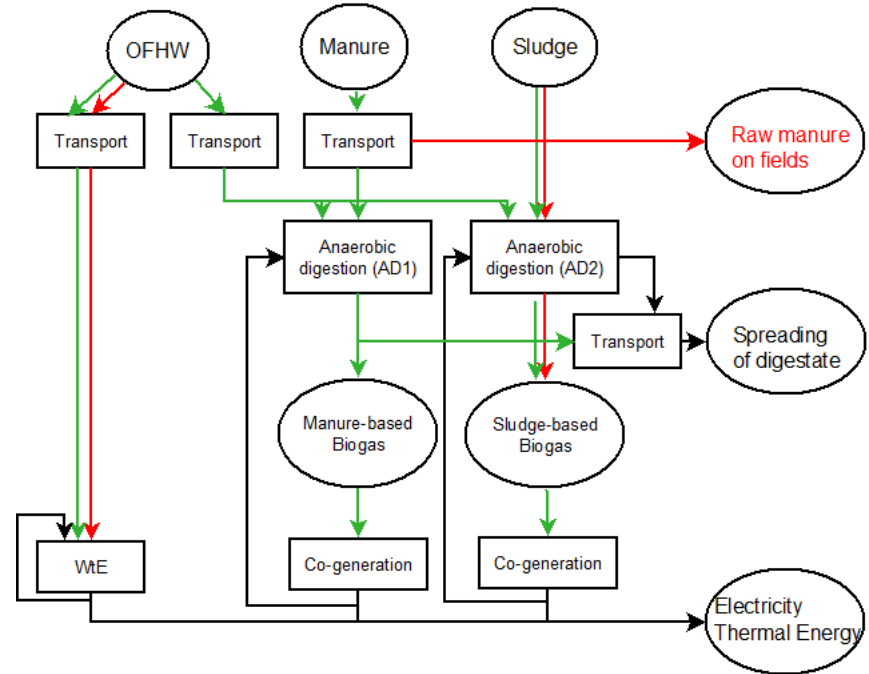 OFHW
Manure
Sludge
Transport
Transport
Transport
Raw manure
on fields
Anaerobic
digestion (AD1)
Anaerobic
digestion (AD2)
Transport
Spreading
of digestate
Manure-based
Biogas
Sludge-based
Biogas
WtE
Co-generation
Co-generation
Electricity
Thermal Energy